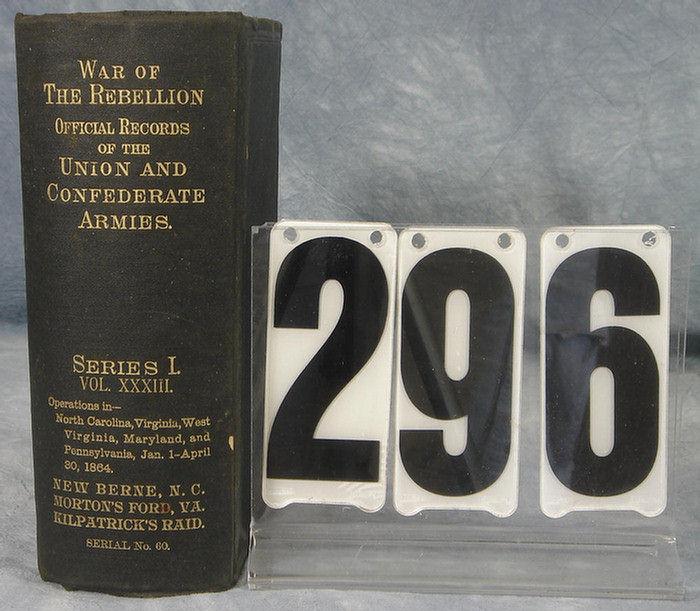 WAR OF
THE REBELLION
OFFICIAL RECORDS
OF THE
UNION AND
CONFEDERATE
ARMIES.
SERIES I.
VOL. XXXIII.
Operations in—
North Carolina, Virginia, West
Virginia, Maryland, and
Pennsylvania, Jan. 1-April
30, 1864.
NEW BERNE, N. C.
MORTON'S FORD, VA.
KILPATRICK'S RAID.
SERIAL No. 60.
296